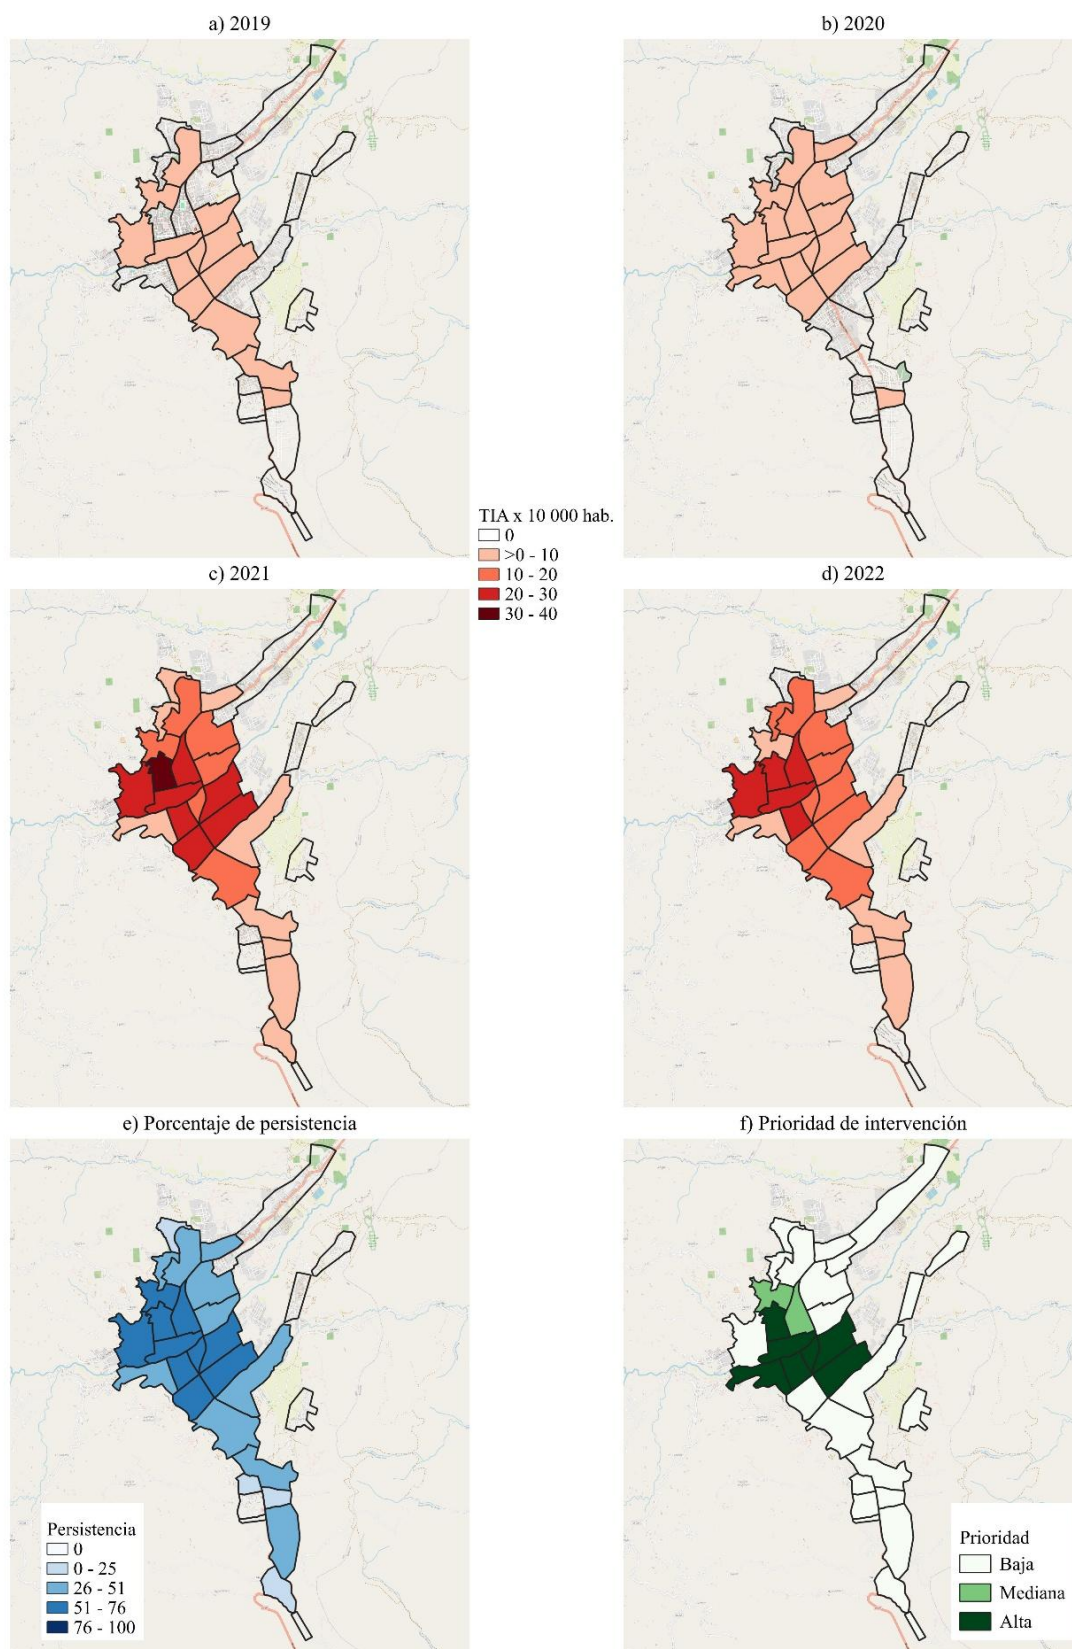 a) 2019
b) 2020
TIA x 10 000 hab.
0
>0 - 10
10 - 20
20 - 30
30 - 40
c) 2021
d) 2022
e) Porcentaje de persistencia
f) Prioridad de intervención
Persistencia
0
0 - 25
26 - 51
51 - 76
76 - 100
Prioridad
Baja
Mediana
Alta